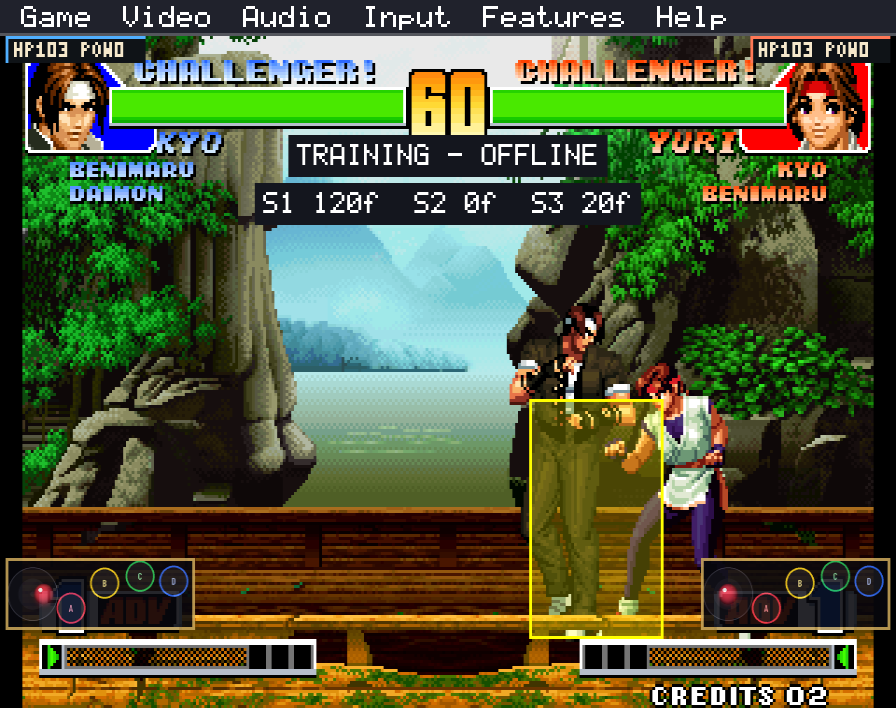 Game Video Audio Input Features Help
HP103 POW0 HP103 POW0
CHALLENGER! 60 CHALLENGER!
KYO TRAINING - OFFLINE YURI
BENIMARU KYO
DAIMON BENIMARU
S1 120f S2 0f S3 20f
B C D B C D
A A
ADV
CREDITS 02